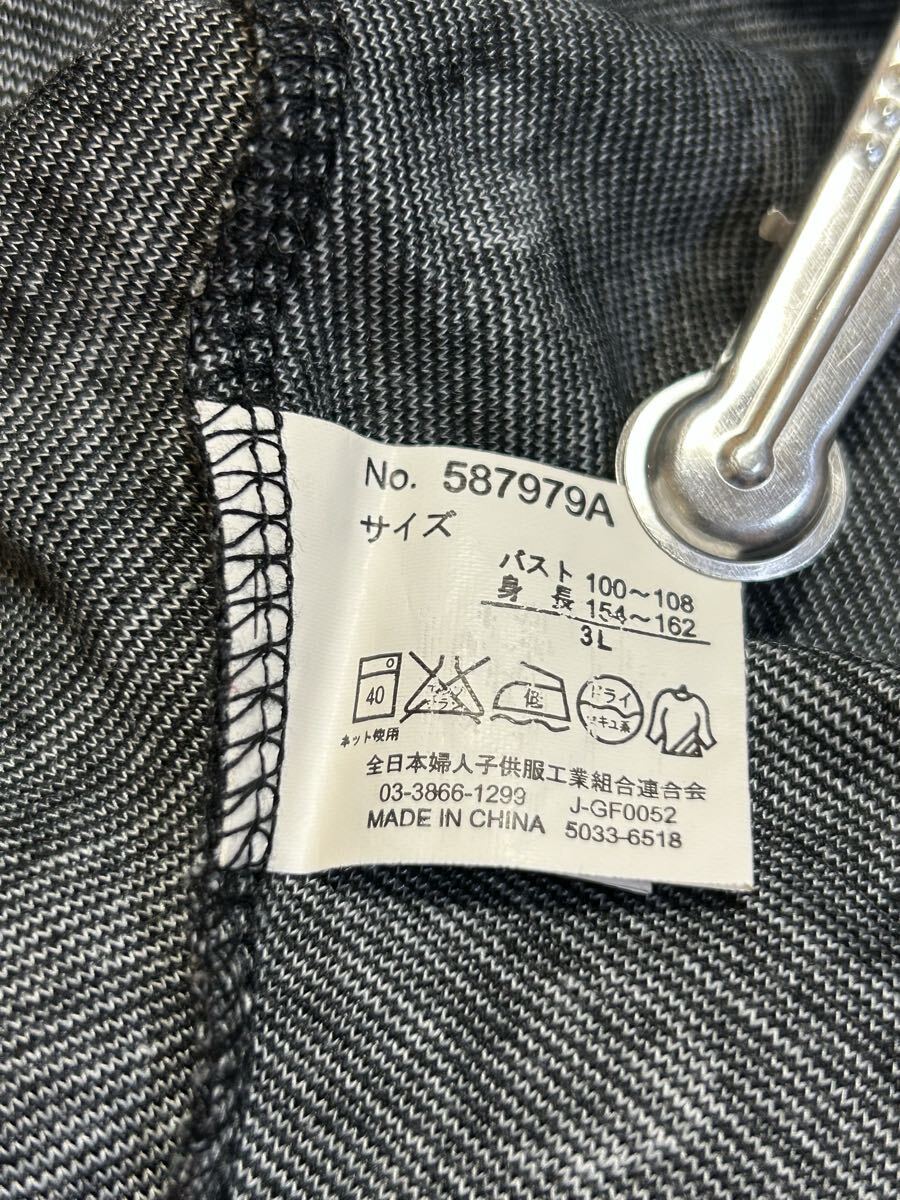 No. 587979A
サイズ
バスト 100～108
身長 154～162
3L
40
低
ドライ
ネット使用
全日本婦人子供服工業組合連合会
03-3866-1299 J-GF0052
MADE IN CHINA 5033-6518